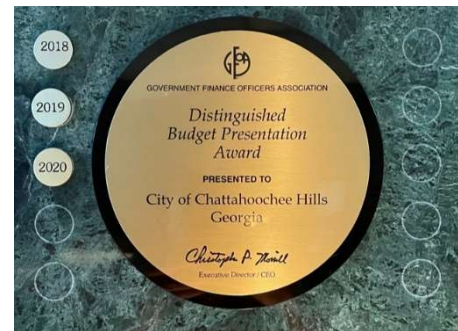 2018
2019
2020
GFOA
GOVERNMENT FINANCE OFFICERS ASSOCIATION
Distinguished
Budget Presentation
Award
PRESENTED TO
City of Chattahoochee Hills
Georgia
Christopher P. Morrill
Executive Director / CEO